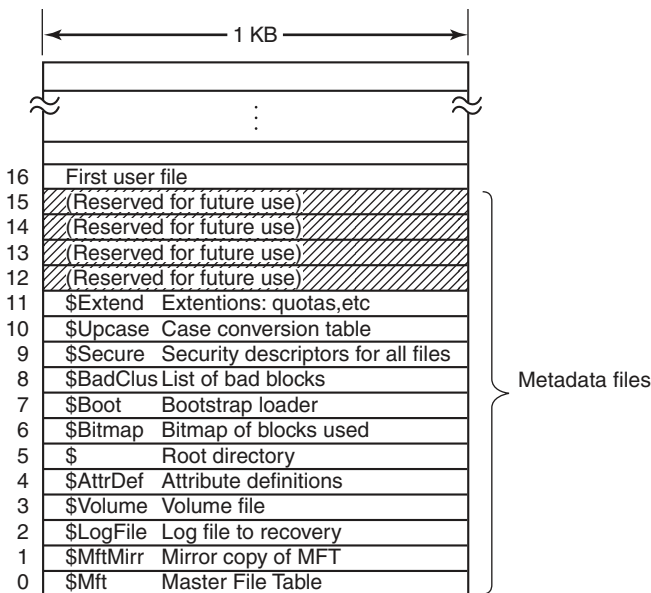 1 KB
16 First user file
15 (Reserved for future use)
14 (Reserved for future use)
13 (Reserved for future use)
12 (Reserved for future use)
11 $Extend Extentions: quotas,etc
10 $Upcase Case conversion table
9 $Secure Security descriptors for all files
8 $BadClus List of bad blocks
7 $Boot Bootstrap loader
6 $Bitmap Bitmap of blocks used
5 $ Root directory
4 $AttrDef Attribute definitions
3 $Volume Volume file
2 $LogFile Log file to recovery
1 $MftMirr Mirror copy of MFT
0 $Mft Master File Table
Metadata files